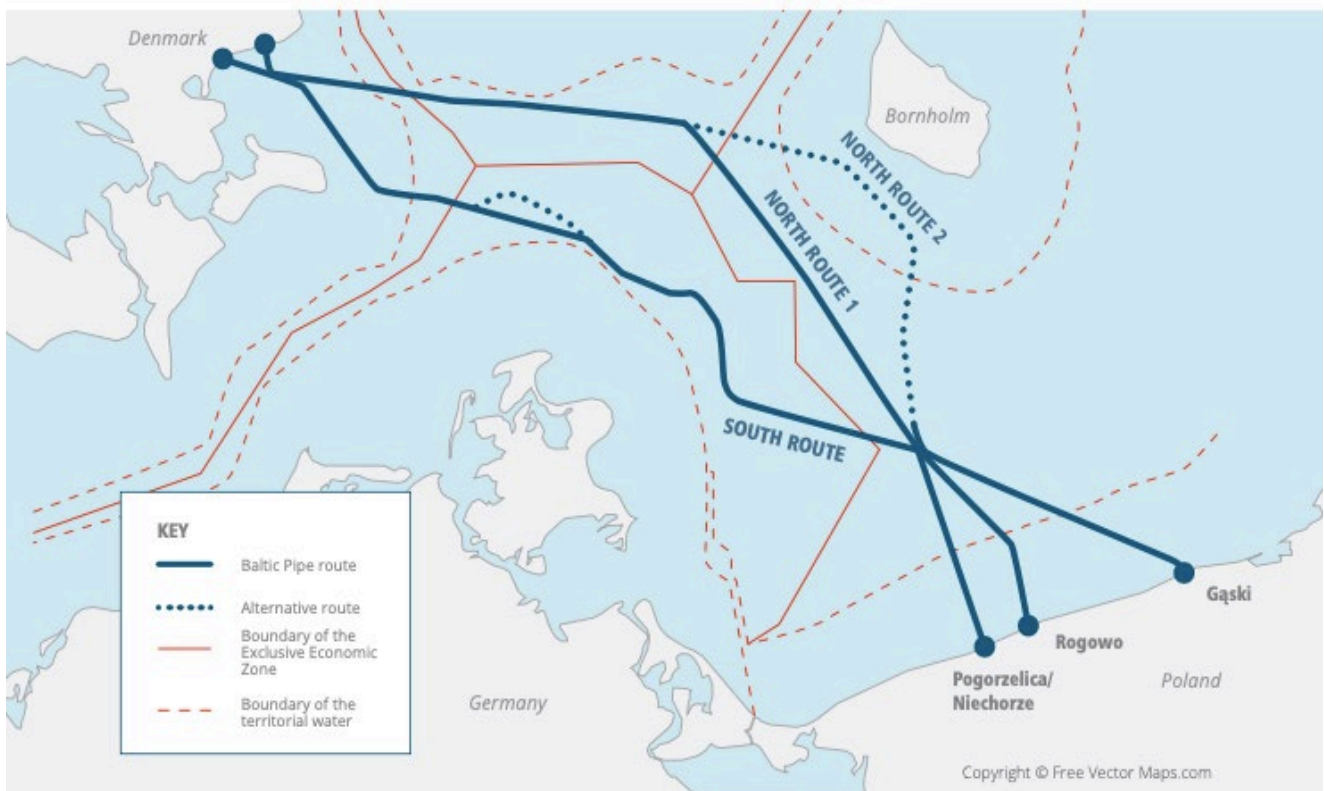 Denmark
Bornholm
NORTH ROUTE 2
NORTH ROUTE 1
SOUTH ROUTE
KEY
Baltic Pipe route
Alternative route
Boundary of the
Exclusive Economic
Zone
Boundary of the
territorial water
Germany
Gąski
Rogowo
Pogorzelica/
Niechorze
Poland
Copyright © Free Vector Maps.com